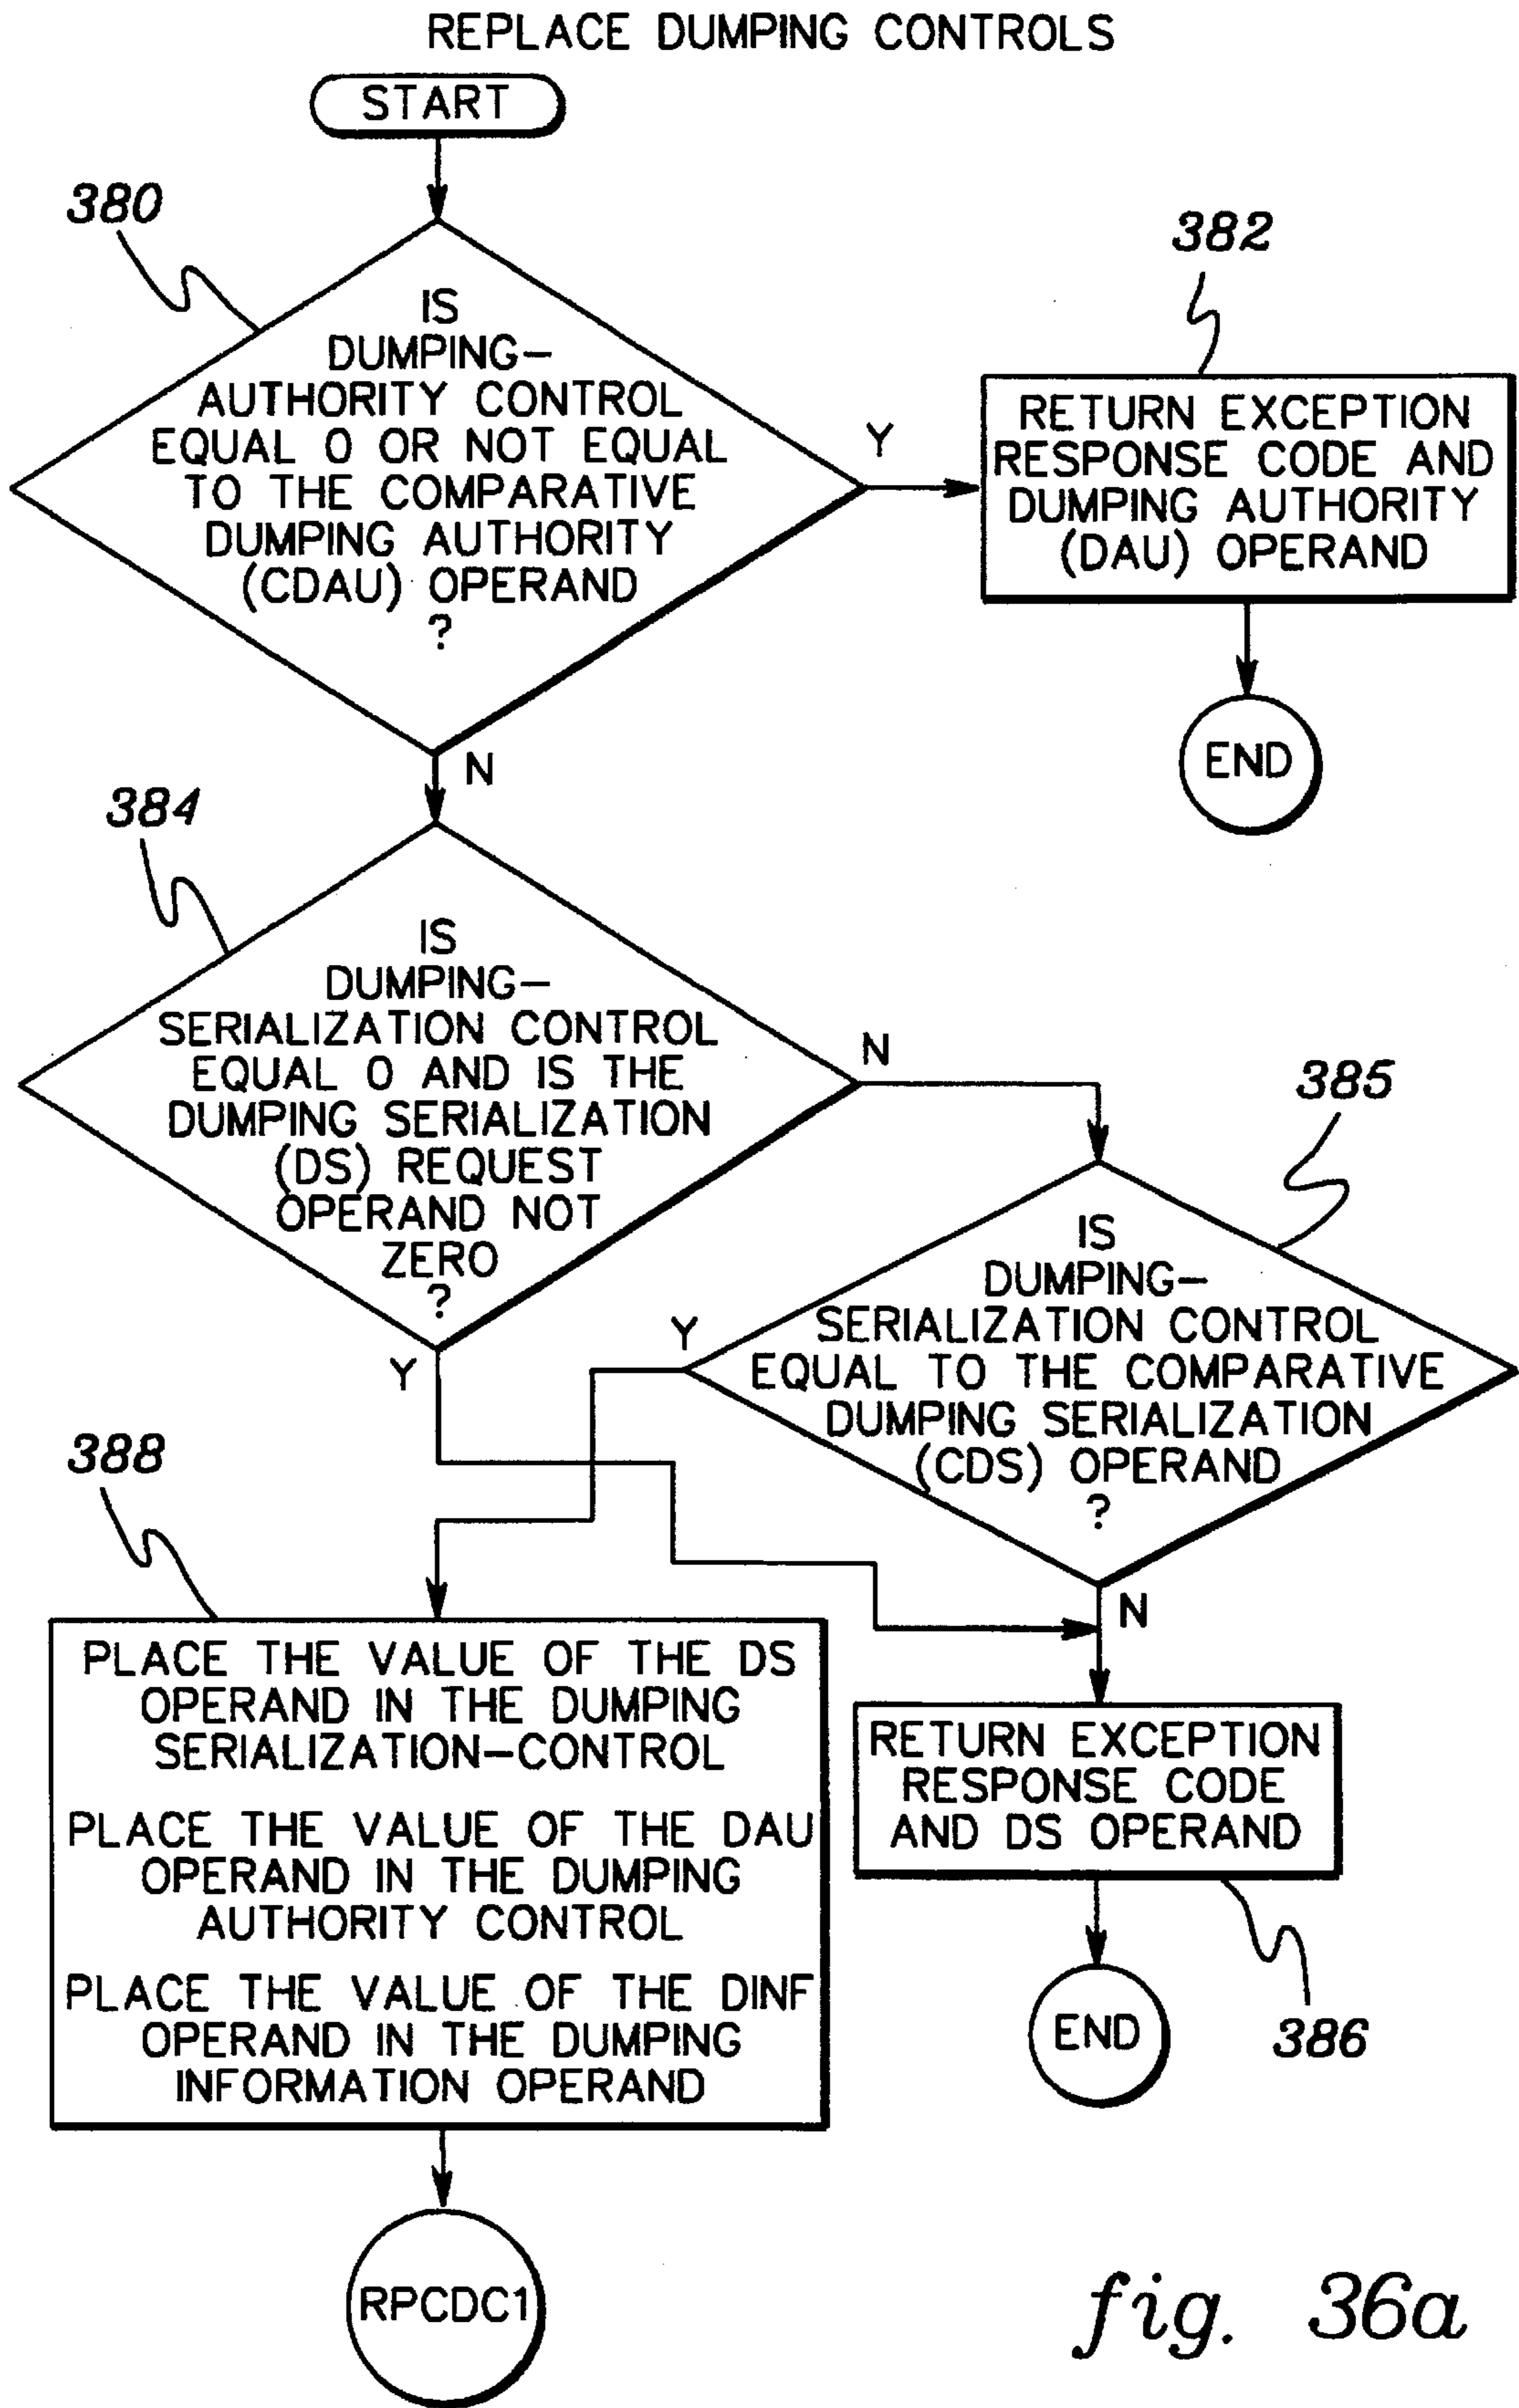 REPLACE DUMPING CONTROLS
START
380
IS
DUMPING-
AUTHORITY CONTROL
EQUAL 0 OR NOT EQUAL
TO THE COMPARATIVE
DUMPING AUTHORITY
(CDAU) OPERAND
?
Y
382
RETURN EXCEPTION
RESPONSE CODE AND
DUMPING AUTHORITY
(DAU) OPERAND
END
N
384
IS
DUMPING-
SERIALIZATION CONTROL
EQUAL 0 AND IS THE
DUMPING SERIALIZATION
(DS) REQUEST
OPERAND NOT
ZERO
?
N
Y
385
IS
DUMPING-
SERIALIZATION CONTROL
EQUAL TO THE COMPARATIVE
DUMPING SERIALIZATION
(CDS) OPERAND
?
Y
N
388
PLACE THE VALUE OF THE DS
OPERAND IN THE DUMPING
SERIALIZATION-CONTROL
PLACE THE VALUE OF THE DAU
OPERAND IN THE DUMPING
AUTHORITY CONTROL
PLACE THE VALUE OF THE DINF
OPERAND IN THE DUMPING
INFORMATION OPERAND
RETURN EXCEPTION
RESPONSE CODE
AND DS OPERAND
END
386
RPCDC1
fig. 36a